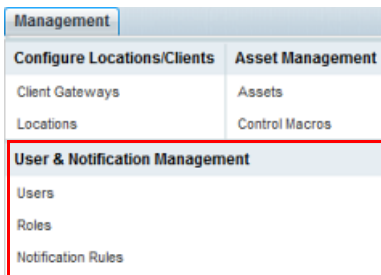 Management
Configure Locations/Clients Asset Management
Client Gateways Assets
Locations Control Macros
User & Notification Management
Users
Roles
Notification Rules